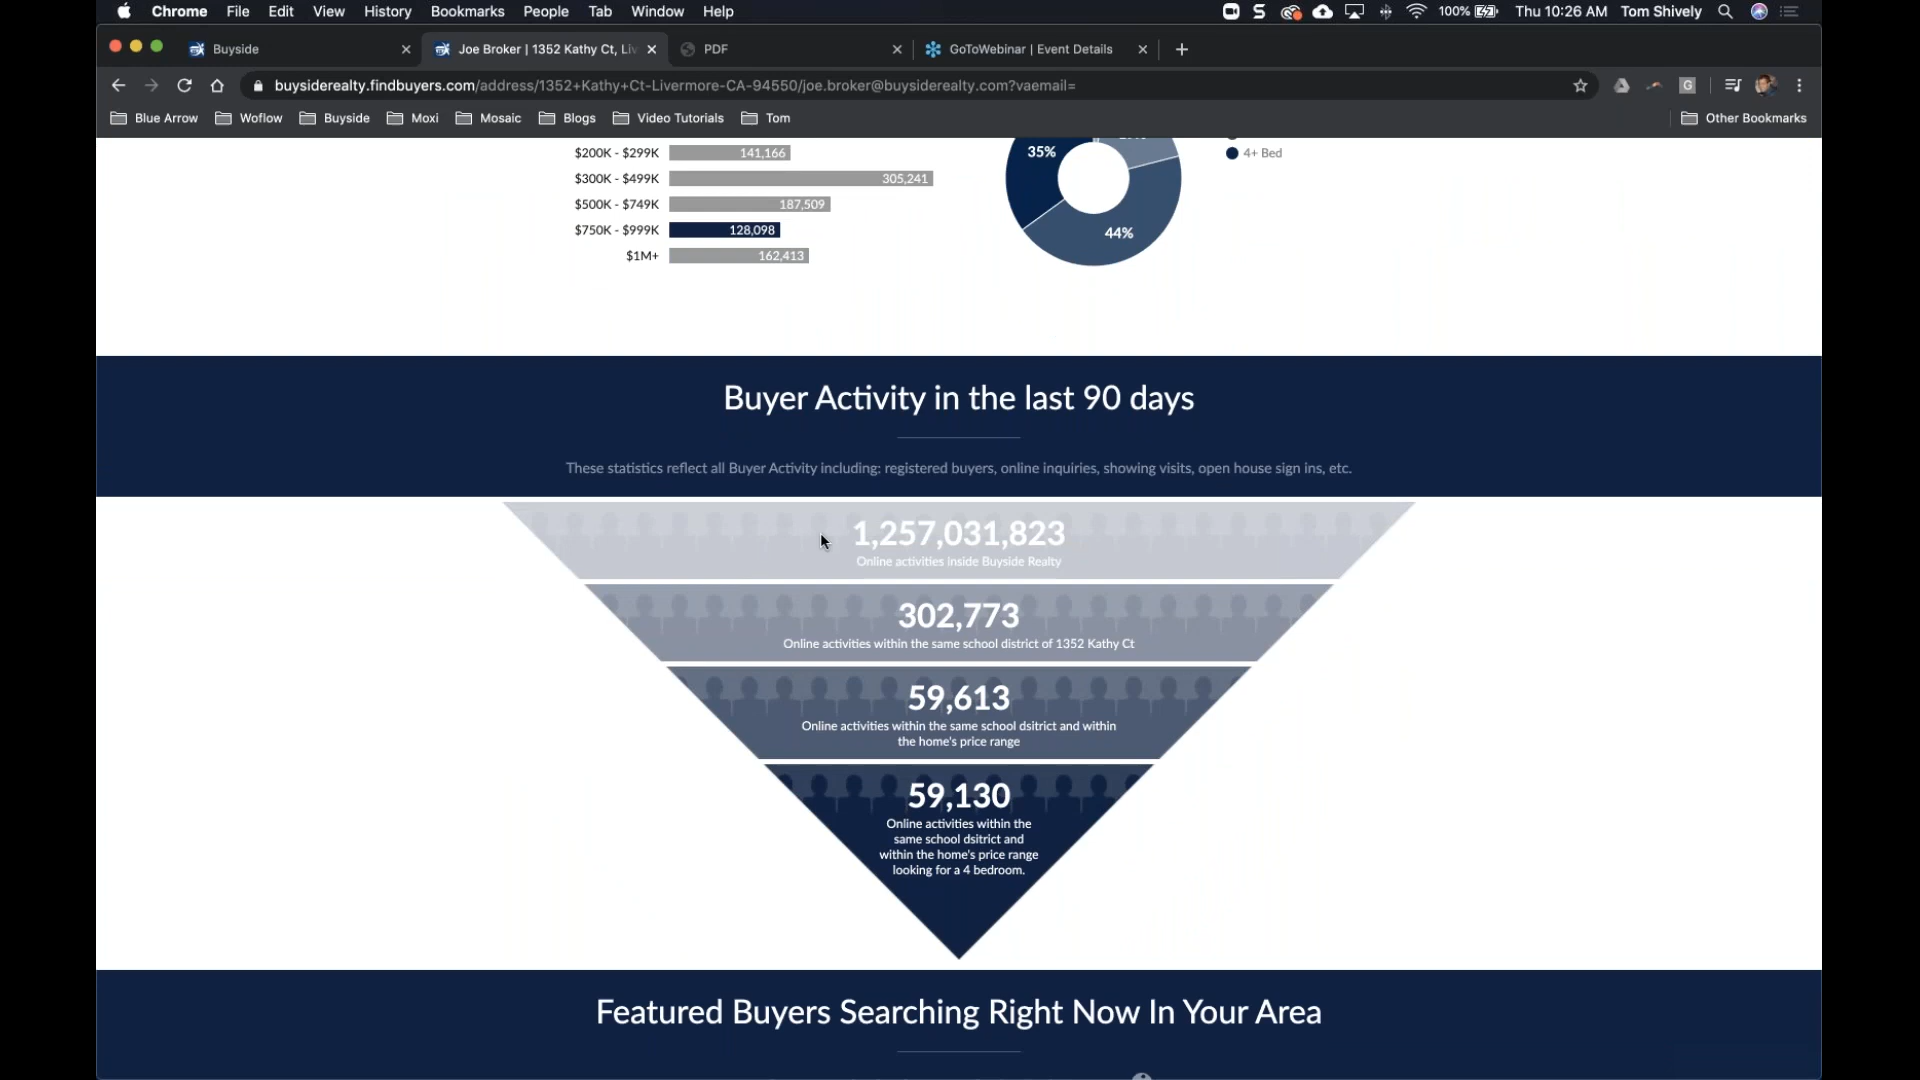 Chrome File Edit View History Bookmarks People Tab Window Help 100% Thu 10:26 AM Tom Shively
Buyside Joe Broker | 1352 Kathy Ct, Liv PDF GoToWebinar | Event Details
buysiderealty.findbuyers.com/address/1352+Kathy+Ct-Livermore-CA-94550/joe.broker@buysiderealty.com?vaemail=
Blue Arrow Woflow Buyside Moxi Mosaic Blogs Video Tutorials Tom Other Bookmarks
$200K - $299K 141,166
$300K - $499K 305,241
$500K - $749K 187,509
$750K - $999K 128,098
$1M+ 162,413
35%
44%
4+ Bed
Buyer Activity in the last 90 days
These statistics reflect all Buyer Activity including: registered buyers, online inquiries, showing visits, open house sign ins, etc.
1,257,031,823
Online activities inside Buyside Realty
302,773
Online activities within the same school district of 1352 Kathy Ct
59,613
Online activities within the same school dsitrict and within
the home's price range
59,130
Online activities within the
same school dsitrict and
within the home's price range
looking for a 4 bedroom.
Featured Buyers Searching Right Now In Your Area